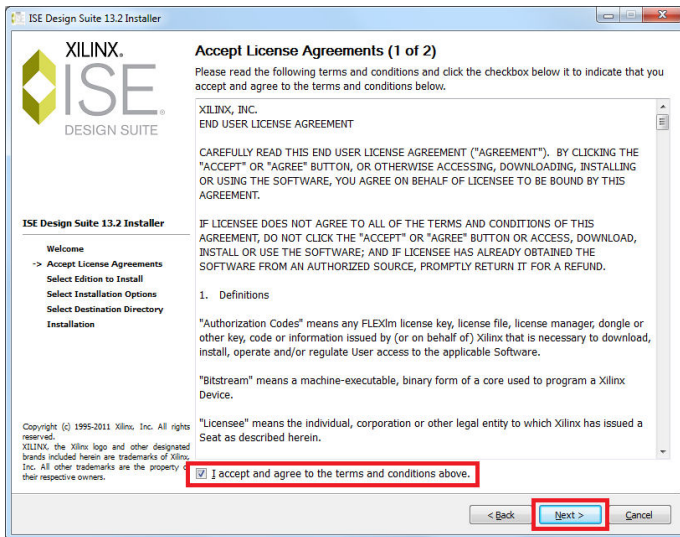 ISE Design Suite 13.2 Installer
XILINX®
ISE®
DESIGN SUITE
ISE Design Suite 13.2 Installer
Welcome
-> Accept License Agreements
Select Edition to Install
Select Installation Options
Select Destination Directory
Installation
Copyright (c) 1995-2011 Xilinx, Inc. All rights
reserved.
XILINX, the Xilinx logo and other designated
brands included herein are trademarks of Xilinx,
Inc. All other trademarks are the property of
their respective owners.
Accept License Agreements (1 of 2)
Please read the following terms and conditions and click the checkbox below it to indicate that you
accept and agree to the terms and conditions below.
XILINX, INC.
END USER LICENSE AGREEMENT
CAREFULLY READ THIS END USER LICENSE AGREEMENT ("AGREEMENT"). BY CLICKING THE
"ACCEPT" OR "AGREE" BUTTON, OR OTHERWISE ACCESSING, DOWNLOADING, INSTALLING
OR USING THE SOFTWARE, YOU AGREE ON BEHALF OF LICENSEE TO BE BOUND BY THIS
AGREEMENT.
IF LICENSEE DOES NOT AGREE TO ALL OF THE TERMS AND CONDITIONS OF THIS
AGREEMENT, DO NOT CLICK THE "ACCEPT" OR "AGREE" BUTTON OR ACCESS, DOWNLOAD,
INSTALL OR USE THE SOFTWARE; AND IF LICENSEE HAS ALREADY OBTAINED THE
SOFTWARE FROM AN AUTHORIZED SOURCE, PROMPTLY RETURN IT FOR A REFUND.
1. Definitions
"Authorization Codes" means any FLEXlm license key, license file, license manager, dongle or
other key, code or information issued by (or on behalf of) Xilinx that is necessary to download,
install, operate and/or regulate User access to the applicable Software.
"Bitstream" means a machine-executable, binary form of a core used to program a Xilinx
Device.
"Licensee" means the individual, corporation or other legal entity to which Xilinx has issued a
Seat as described herein.
I accept and agree to the terms and conditions above.
< Back
Next >
Cancel